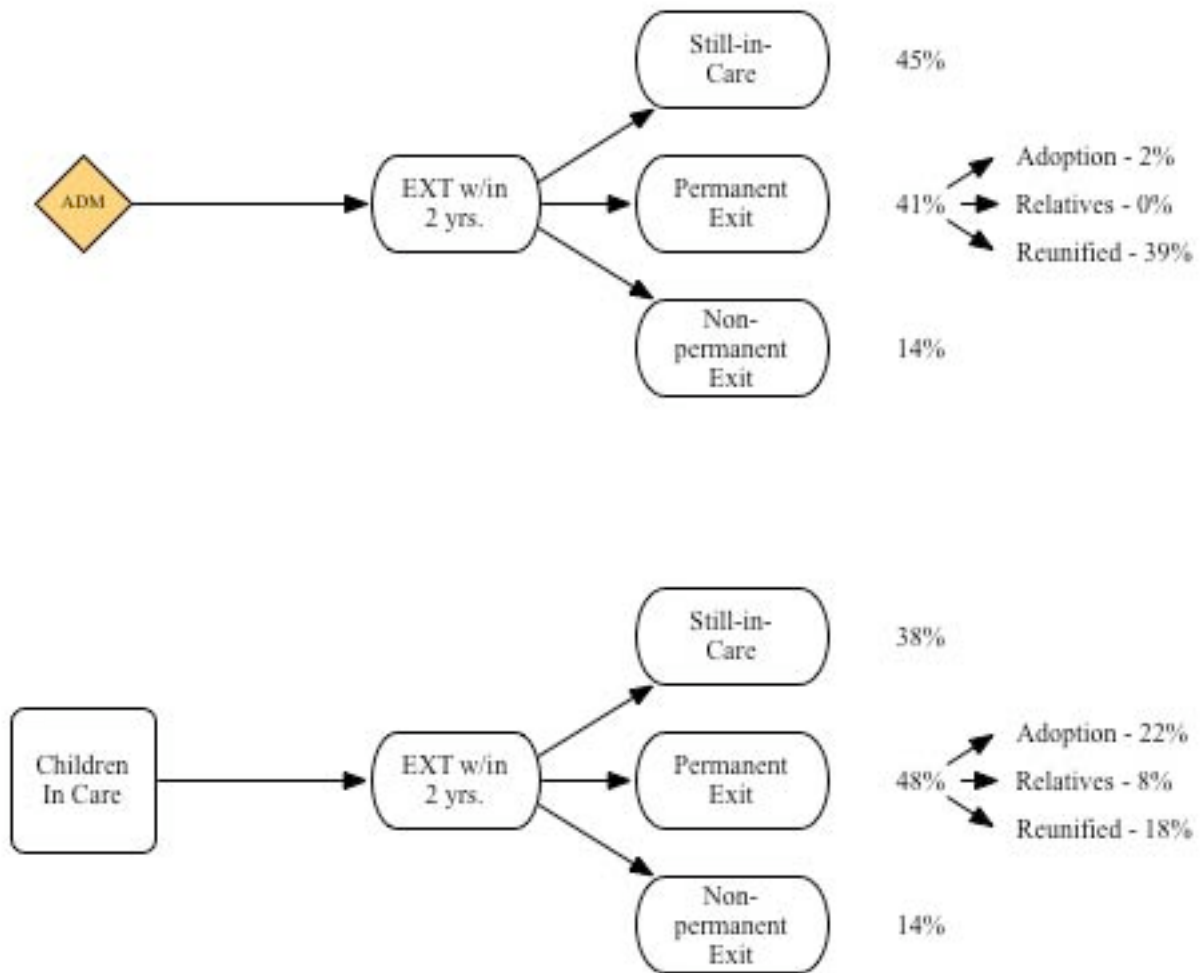 Still-in-
Care
45%
ADM
EXT w/in
2 yrs.
Permanent
Exit
41%
Adoption - 2%
Relatives - 0%
Reunified - 39%
Non-
permanent
Exit
14%
Still-in-
Care
38%
Children
In Care
EXT w/in
2 yrs.
Permanent
Exit
48%
Adoption - 22%
Relatives - 8%
Reunified - 18%
Non-
permanent
Exit
14%